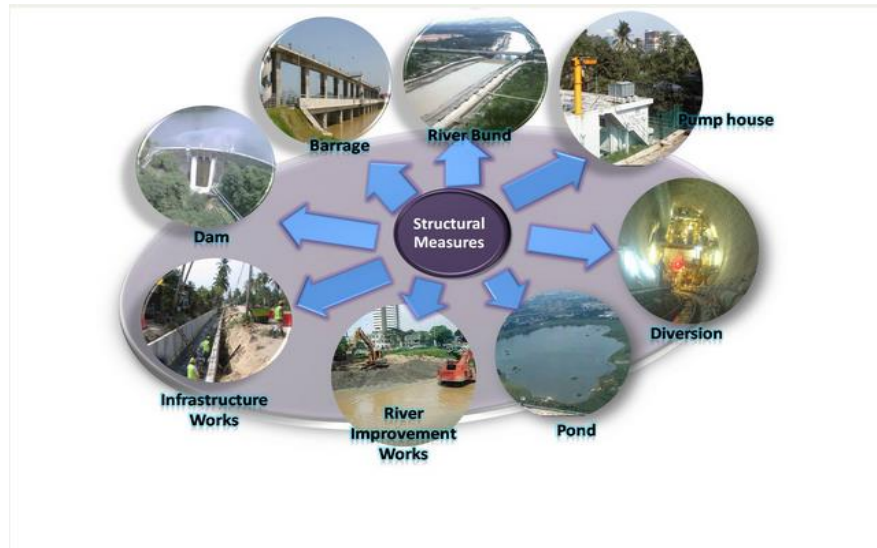 Barrage
River Bund
Pump house
Dam
Structural
Measures
Diversion
Infrastructure
Works
River
Improvement
Works
Pond